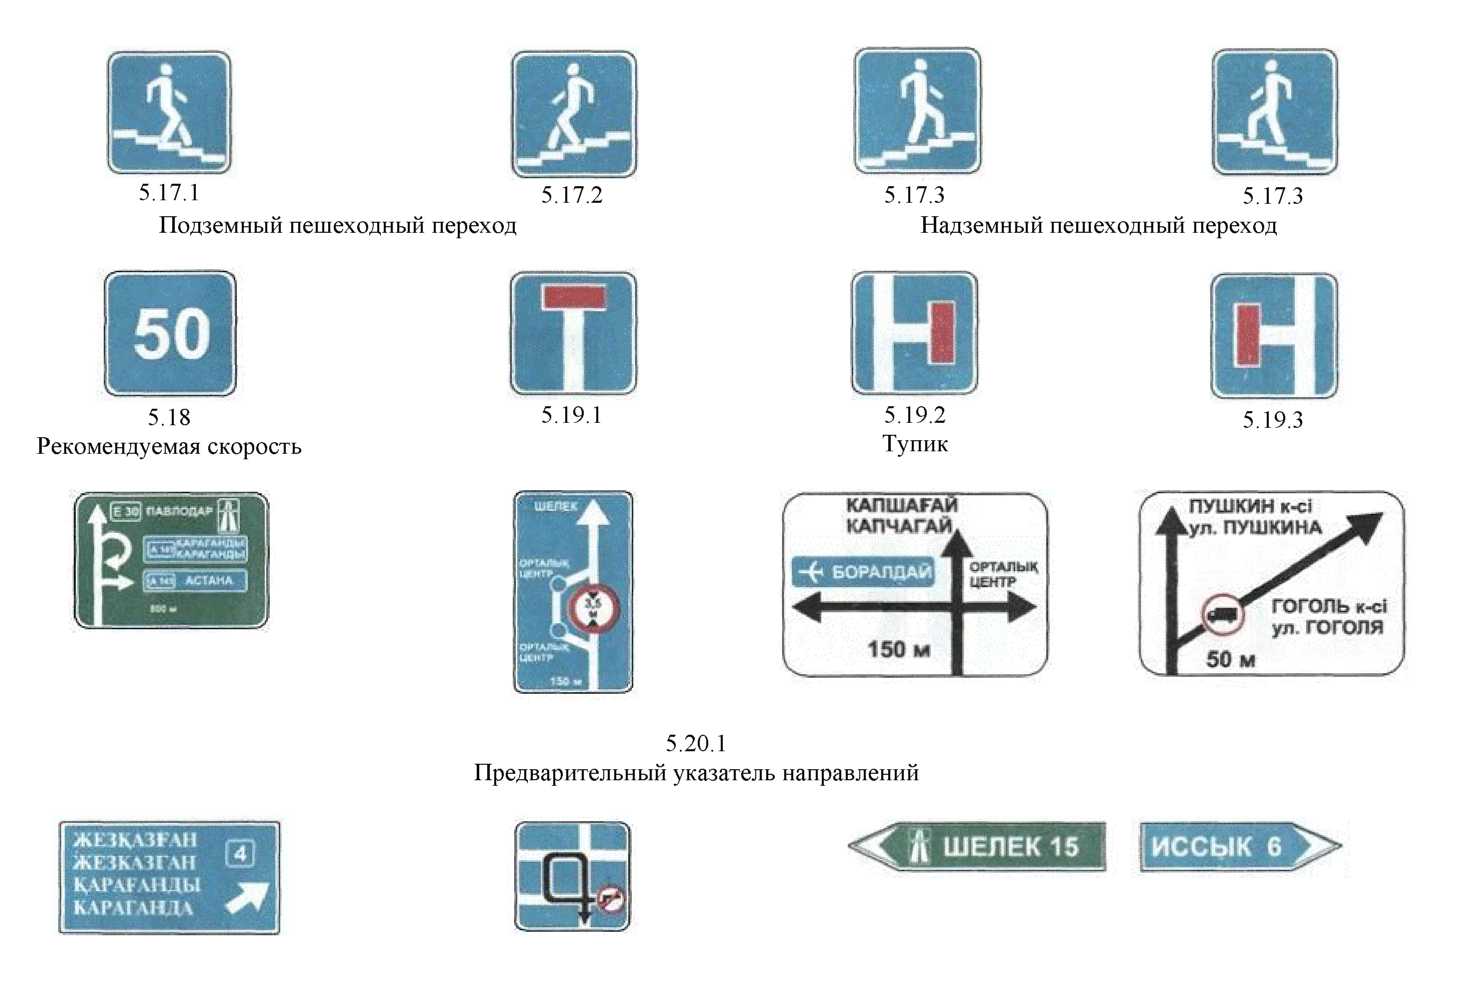 5.17.1
5.17.2
5.17.3
5.17.3
Подземный пешеходный переход
Надземный пешеходный переход
50
5.18
Рекомендуемая скорость
5.19.1
5.19.2
Тупик
5.19.3
E 30 ПАВЛОДАР
ҚАРАҒАНДЫ
КАРАГАНДЫ
АСТАНА
800 м
ШЕЛЕК
ОРТАЛЫҚ
ЦЕНТР
3,5
м
ОРТАЛЫҚ
ЦЕНТР
150 м
КАПШАҒАЙ
КАПЧАГАЙ
БОРАЛДАЙ
ОРТАЛЫҚ
ЦЕНТР
150 м
ПУШКИН к-сі
ул. ПУШКИНА
ГОГОЛЬ к-сі
ул. ГОГОЛЯ
50 м
5.20.1
Предварительный указатель направлений
ЖЕЗҚАЗҒАН
ЖЕЗКАЗГАН
ҚАРАҒАНДЫ
КАРАГАНДА
4
ШЕЛЕК 15
ИССЫК 6